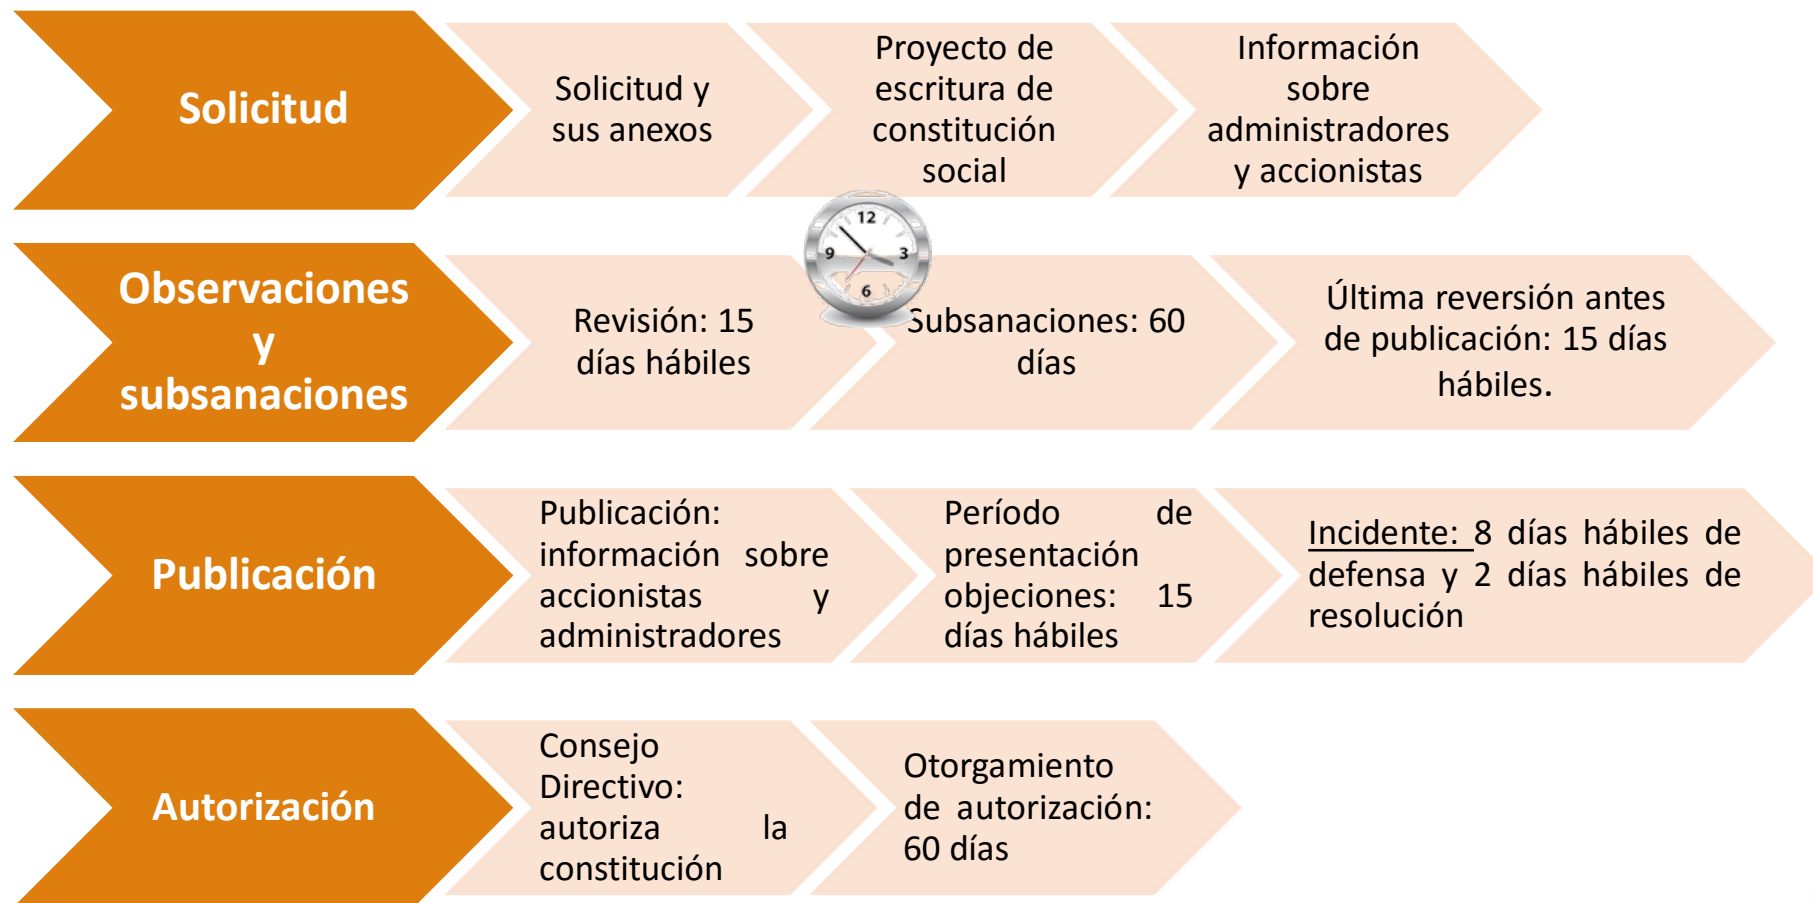 Solicitud
Solicitud y
sus anexos
Proyecto de
escritura de
constitución
social
Información
sobre
administradores
y accionistas
Observaciones
y
subsanaciones
Revisión: 15
días hábiles
12
9
3
6
Subsanaciones: 60
días
Última reversión antes
de publicación: 15 días
hábiles.
Publicación
Publicación:
información sobre
accionistas y
administradores
Período de
presentación
objeciones: 15
días hábiles
Incidente: 8 días hábiles de
defensa y 2 días hábiles de
resolución
Autorización
Consejo
Directivo:
autoriza la
constitución
Otorgamiento
de autorización:
60 días